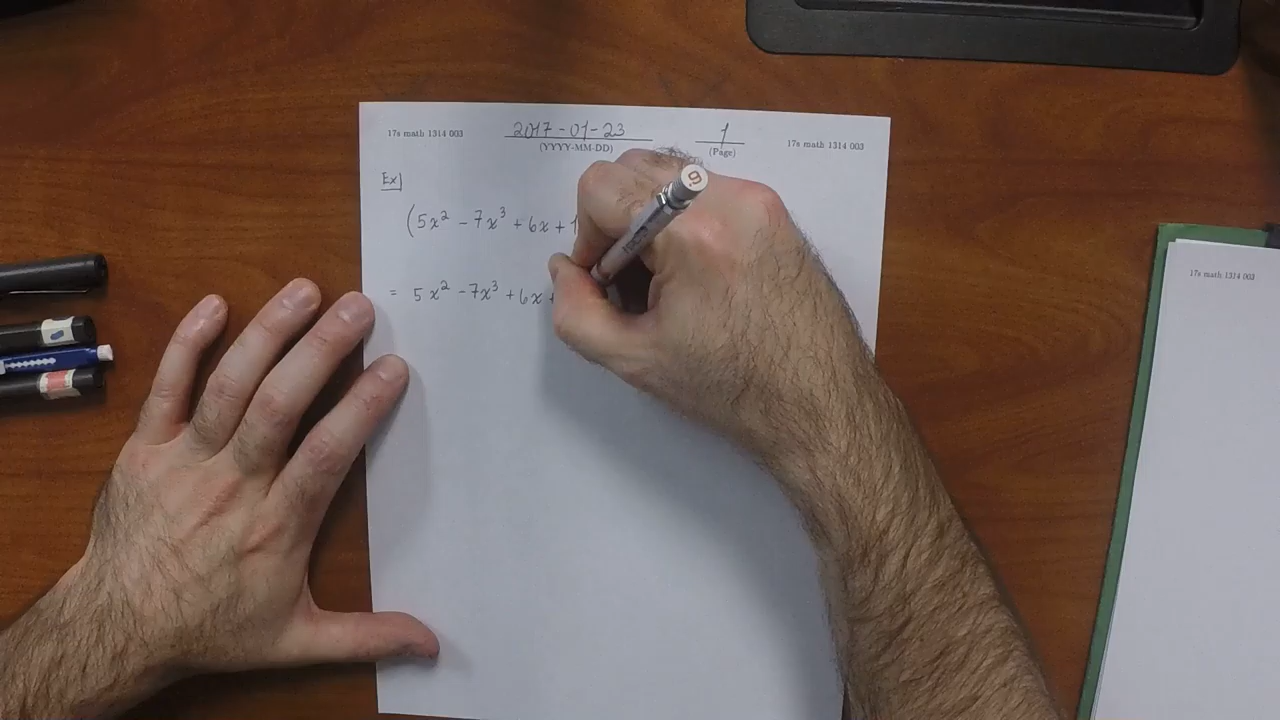 17s math 1314 003 2017-01-23 1 17s math 1314 003
(YYYY-MM-DD) (Page)
Ex)
(5x² - 7x³ + 6x + 1
= 5x² - 7x³ + 6x +
17s math 1314 003